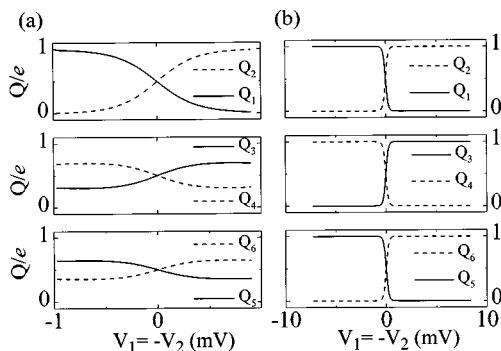 (a) (b)
1 1
Q/e Q₂ Q₂
Q₁ Q₁
0 0
1 Q₃ Q₃ 1
Q/e
0 Q₄ Q₄ 0
1 Q₆ Q₆ 1
Q/e
0 Q₅ Q₅ 0
-1 0 1 -10 0 10
V₁= -V₂ (mV) V₁= -V₂ (mV)